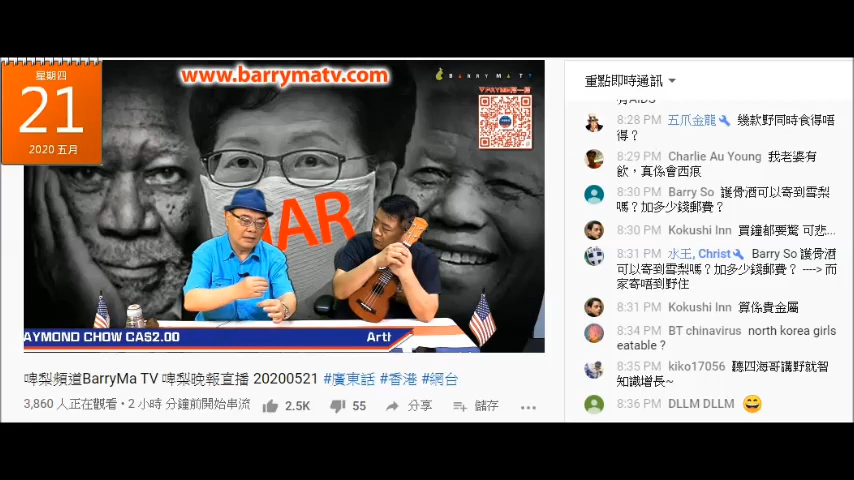 星期四
21
2020 五月
www.barrymatv.com
BARRYMATV
IAR
AYMOND CHOW CA$2.00
Arth
啤梨頻道BarryMa TV 啤梨晚報直播 20200521 #廣東話 #香港 #網台
3,860 人正在觀看 • 2 小時 分鐘前開始串流
2.5K
55
分享
儲存
重點即時通訊
有AIDS
8:28 PM 五爪金龍 幾款野同時食得唔
得？
8:29 PM Charlie Au Young 我老婆有
飲，真係會西痕
8:30 PM Barry So 護骨酒可以寄到雪梨
嗎？加多少錢郵費？
8:30 PM Kokushi Inn 買鐘都要驚 可悲...
8:31 PM 水王, Christ Barry So 護骨酒
可以寄到雪梨嗎？加多少錢郵費？ ----> 而
家寄唔到野住
8:31 PM Kokushi Inn 算係貴金屬
8:34 PM BT chinavirus north korea girls
eatable ?
8:35 PM kiko17056 聽四海哥講野就智
知識增長~
8:36 PM DLLM DLLM